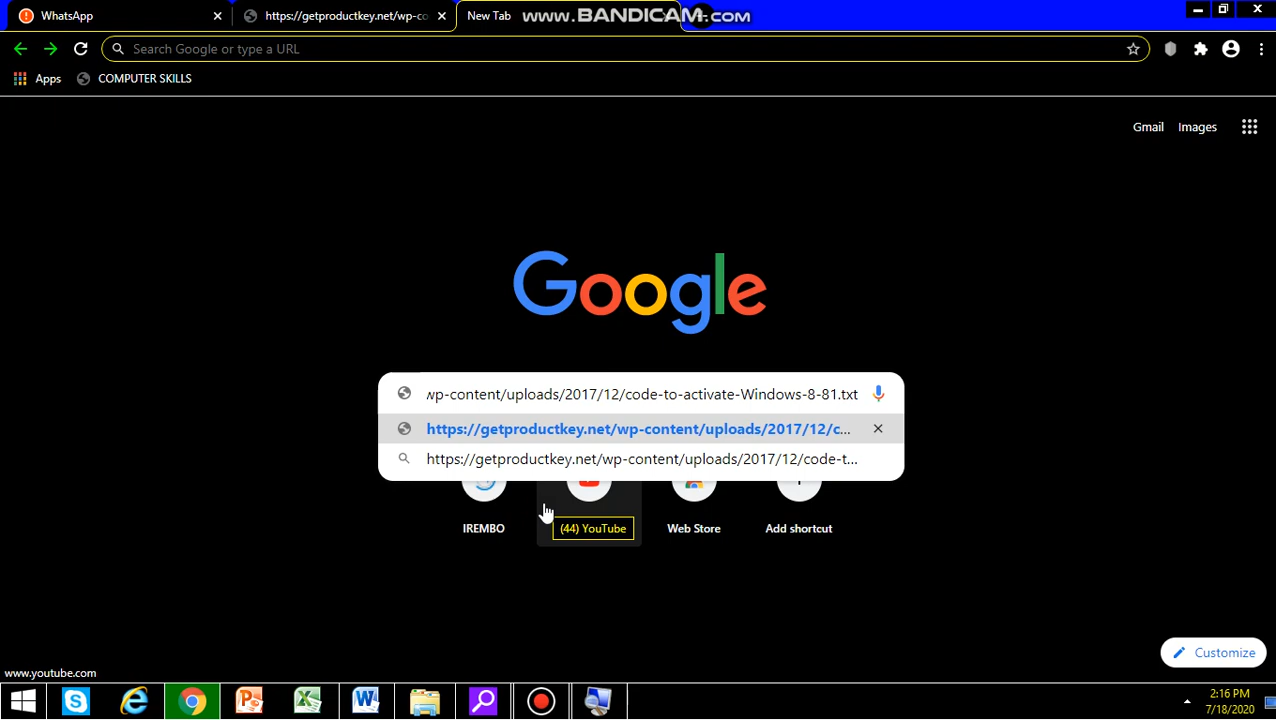 WhatsApp
https://getproductkey.net/wp-co
New Tab
WWW.BANDICAM.COM
Search Google or type a URL
Apps
COMPUTER SKILLS
Gmail
Images
Google
wp-content/uploads/2017/12/code-to-activate-Windows-8-81.txt
https://getproductkey.net/wp-content/uploads/2017/12/c...
https://getproductkey.net/wp-content/uploads/2017/12/code-t...
IREMBO
(44) YouTube
Web Store
Add shortcut
Customize
www.youtube.com
2:16 PM
7/18/2020